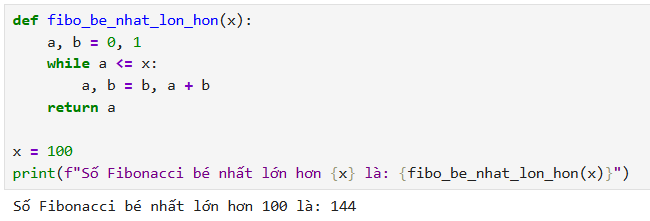 def fibo_be_nhat_lon_hon(x):
    a, b = 0, 1
    while a <= x:
        a, b = b, a + b
    return a

x = 100
print(f"Số Fibonacci bé nhất lớn hơn {x} là: {fibo_be_nhat_lon_hon(x)}")
Số Fibonacci bé nhất lớn hơn 100 là: 144